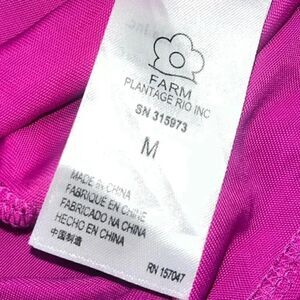 FARM
PLANTAGE RIO INC
SN 315973
M
MADE IN CHINA
FABRIQUÉ EN CHINE
FABRICADO NA CHINA
HECHO EN CHINA
中国制造
RN 157047